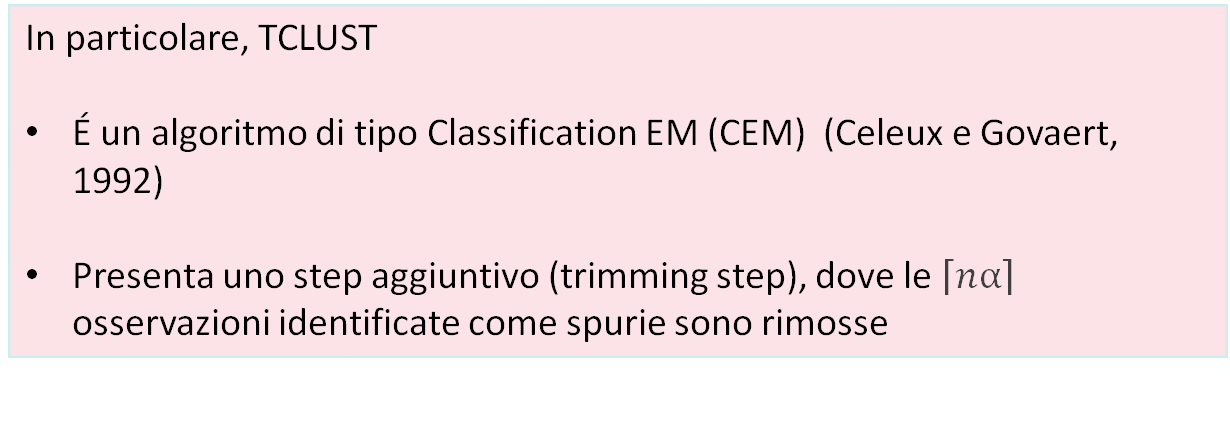 In particolare, TCLUST
• É un algoritmo di tipo Classification EM (CEM) (Celeux e Govaert,
1992)
• Presenta uno step aggiuntivo (trimming step), dove le ⌈nα⌉
osservazioni identificate come spurie sono rimosse